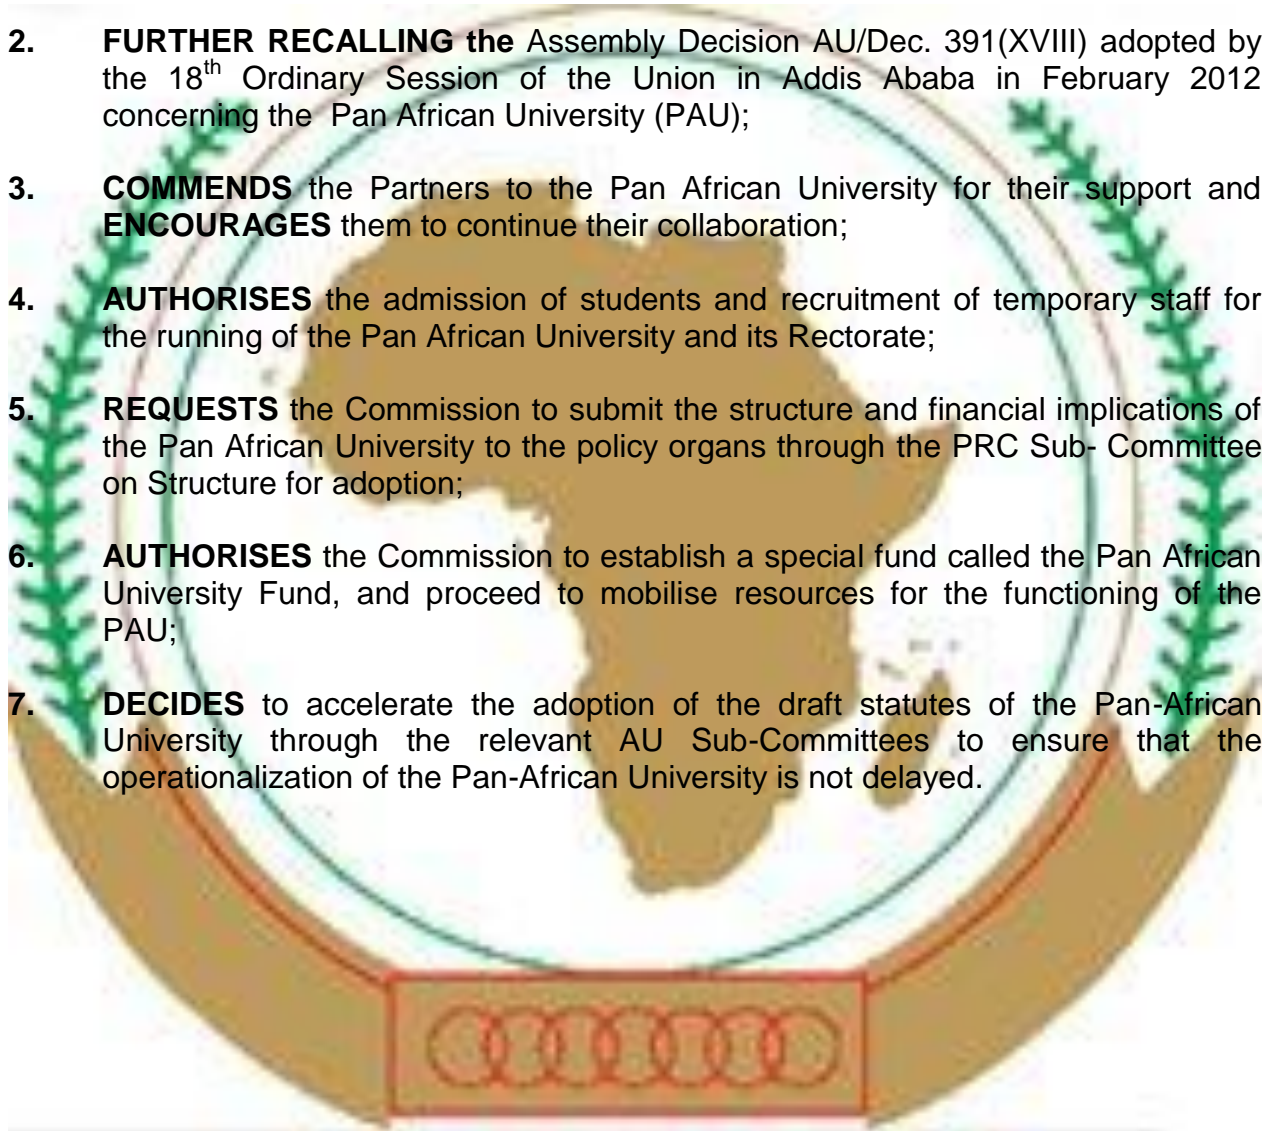 2. FURTHER RECALLING the Assembly Decision AU/Dec. 391(XVIII) adopted by
the 18th Ordinary Session of the Union in Addis Ababa in February 2012
concerning the Pan African University (PAU);
3. COMMENDS the Partners to the Pan African University for their support and
ENCOURAGES them to continue their collaboration;
4. AUTHORISES the admission of students and recruitment of temporary staff for
the running of the Pan African University and its Rectorate;
5. REQUESTS the Commission to submit the structure and financial implications of
the Pan African University to the policy organs through the PRC Sub- Committee
on Structure for adoption;
6. AUTHORISES the Commission to establish a special fund called the Pan African
University Fund, and proceed to mobilise resources for the functioning of the
PAU;
7. DECIDES to accelerate the adoption of the draft statutes of the Pan-African
University through the relevant AU Sub-Committees to ensure that the
operationalization of the Pan-African University is not delayed.